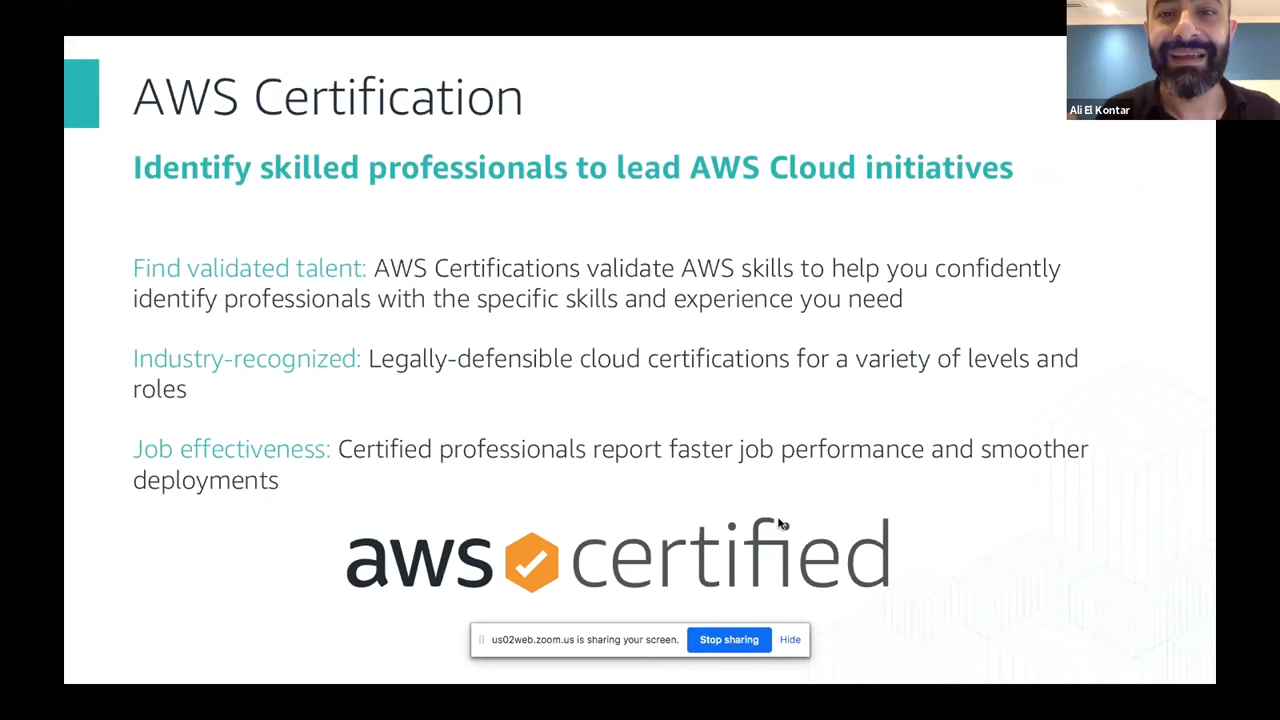 AWS Certification
Ali El Kontar
Identify skilled professionals to lead AWS Cloud initiatives
Find validated talent: AWS Certifications validate AWS skills to help you confidently
identify professionals with the specific skills and experience you need
Industry-recognized: Legally-defensible cloud certifications for a variety of levels and
roles
Job effectiveness: Certified professionals report faster job performance and smoother
deployments
aws certified
us02web.zoom.us is sharing your screen. Stop sharing Hide